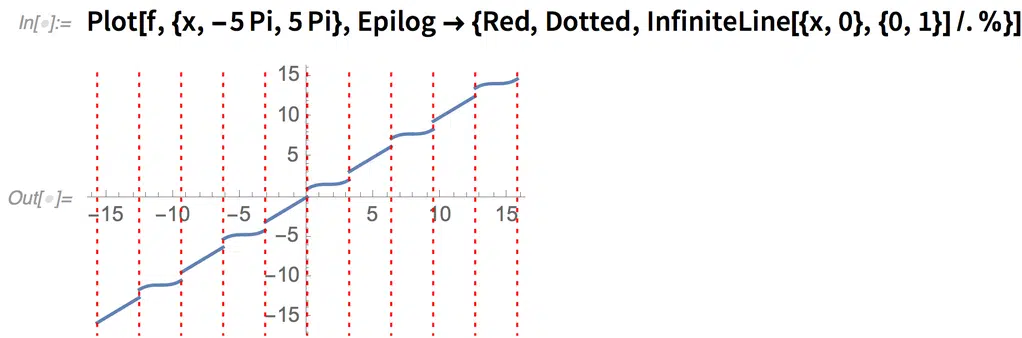 In[●]:= Plot[f, {x, -5 Pi, 5 Pi}, Epilog → {Red, Dotted, InfiniteLine[{x, 0}, {0, 1}] /. %}]
15
10
5
Out[●]=
-15 -10 -5 5 10 15
-5
-10
-15